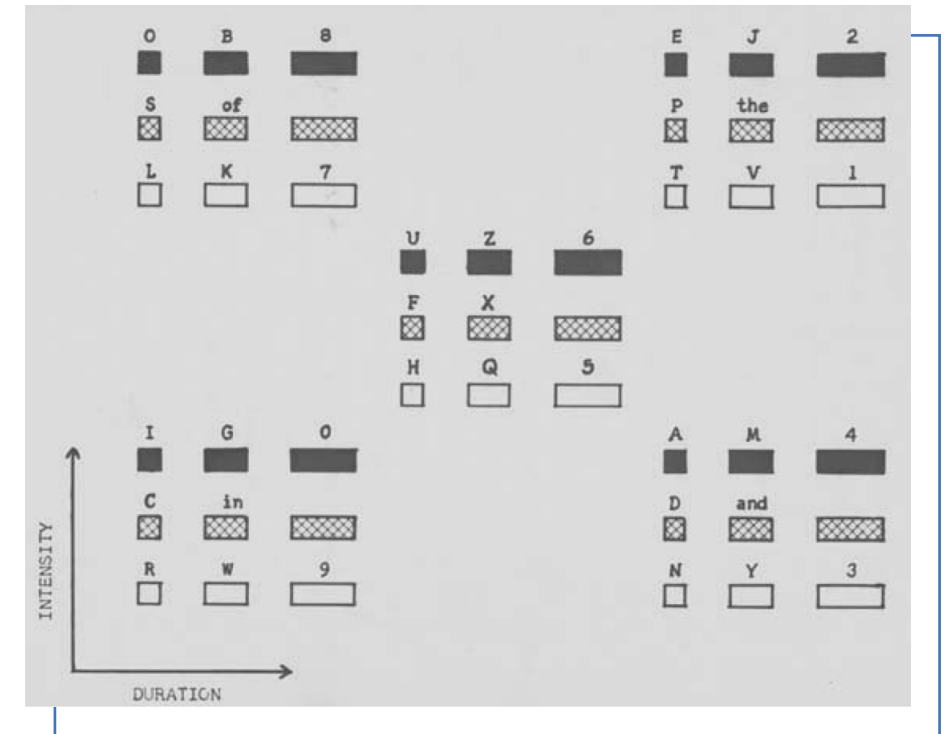 O B 8 E J 2
S of P the
L K 7 T V 1
U Z 6
F X
H Q 5
I G 0 A M 4
C in D and
R W 9 N Y 3
INTENSITY
DURATION